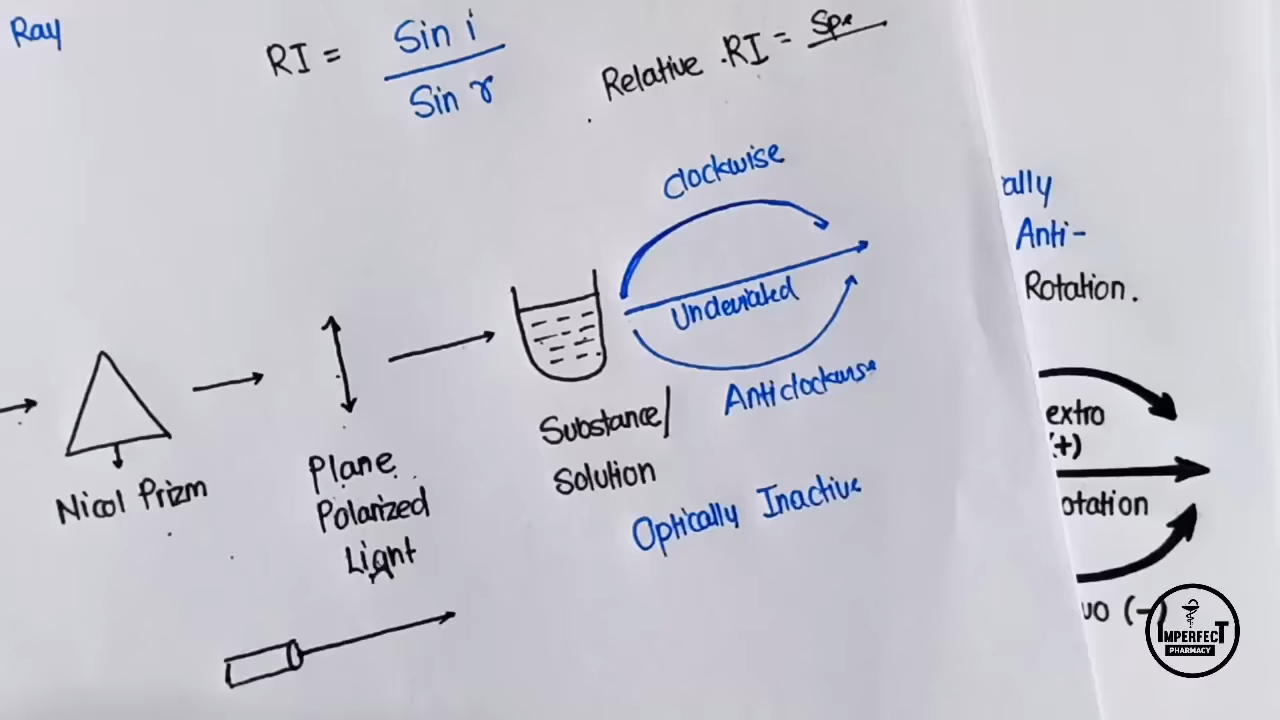 Ray
RI = Sin i
Sin r
Relative .RI =
Clockwise
Undeviated
Anticlockwise
Nicol Prizm
Plane
Polarized
Light
Substance/
Solution
Optically Inactive
ally
Anti-
Rotation.
extro
(+)
otation
uo (-)
IMPERFECT
PHARMACY